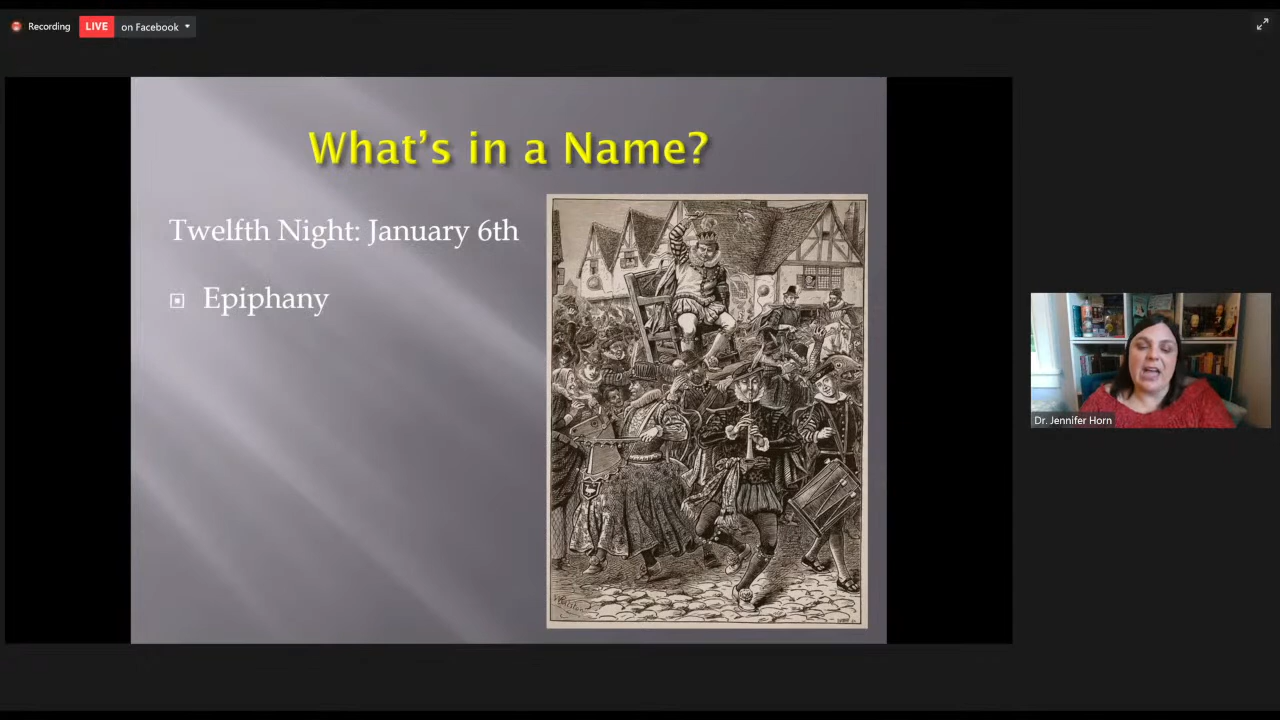 Recording
LIVE on Facebook
What's in a Name?
Twelfth Night: January 6th
Epiphany
Dr. Jennifer Horn